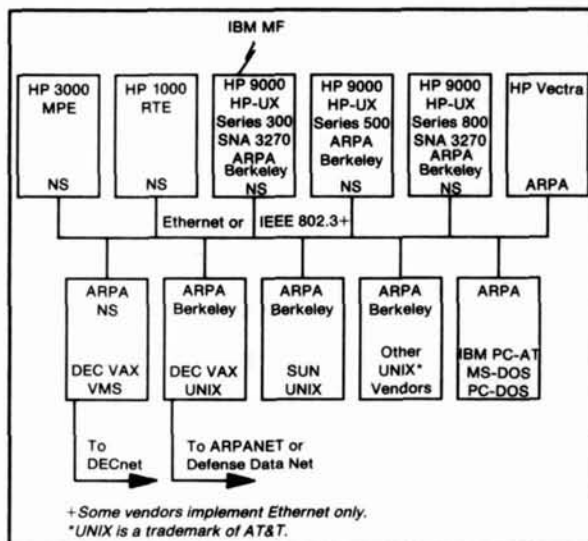 IBM MF
HP 3000
MPE
NS
HP 1000
RTE
NS
HP 9000
HP-UX
Series 300
SNA 3270
ARPA
Berkeley
NS
HP 9000
HP-UX
Series 500
ARPA
Berkeley
NS
HP 9000
HP-UX
Series 800
SNA 3270
ARPA
Berkeley
NS
HP Vectra
ARPA
Ethernet or IEEE 802.3+
ARPA
NS
DEC VAX
VMS
ARPA
Berkeley
DEC VAX
UNIX
ARPA
Berkeley
SUN
UNIX
ARPA
Berkeley
Other
UNIX*
Vendors
ARPA
IBM PC-AT
MS-DOS
PC-DOS
To
DECnet
To ARPANET or
Defense Data Net
+Some vendors implement Ethernet only.
*UNIX is a trademark of AT&T.